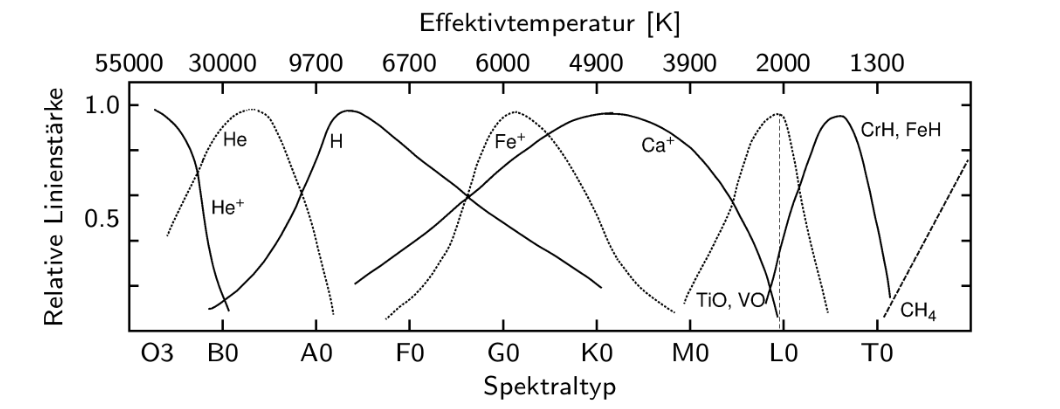 Effektivtemperatur [K]
55000 30000 9700 6700 6000 4900 3900 2000 1300
Relative Linienstärke
1.0
0.5
He
He⁺
H
Fe⁺
Ca⁺
TiO, VO
CrH, FeH
CH₄
O3 B0 A0 F0 G0 K0 M0 L0 T0
Spektraltyp